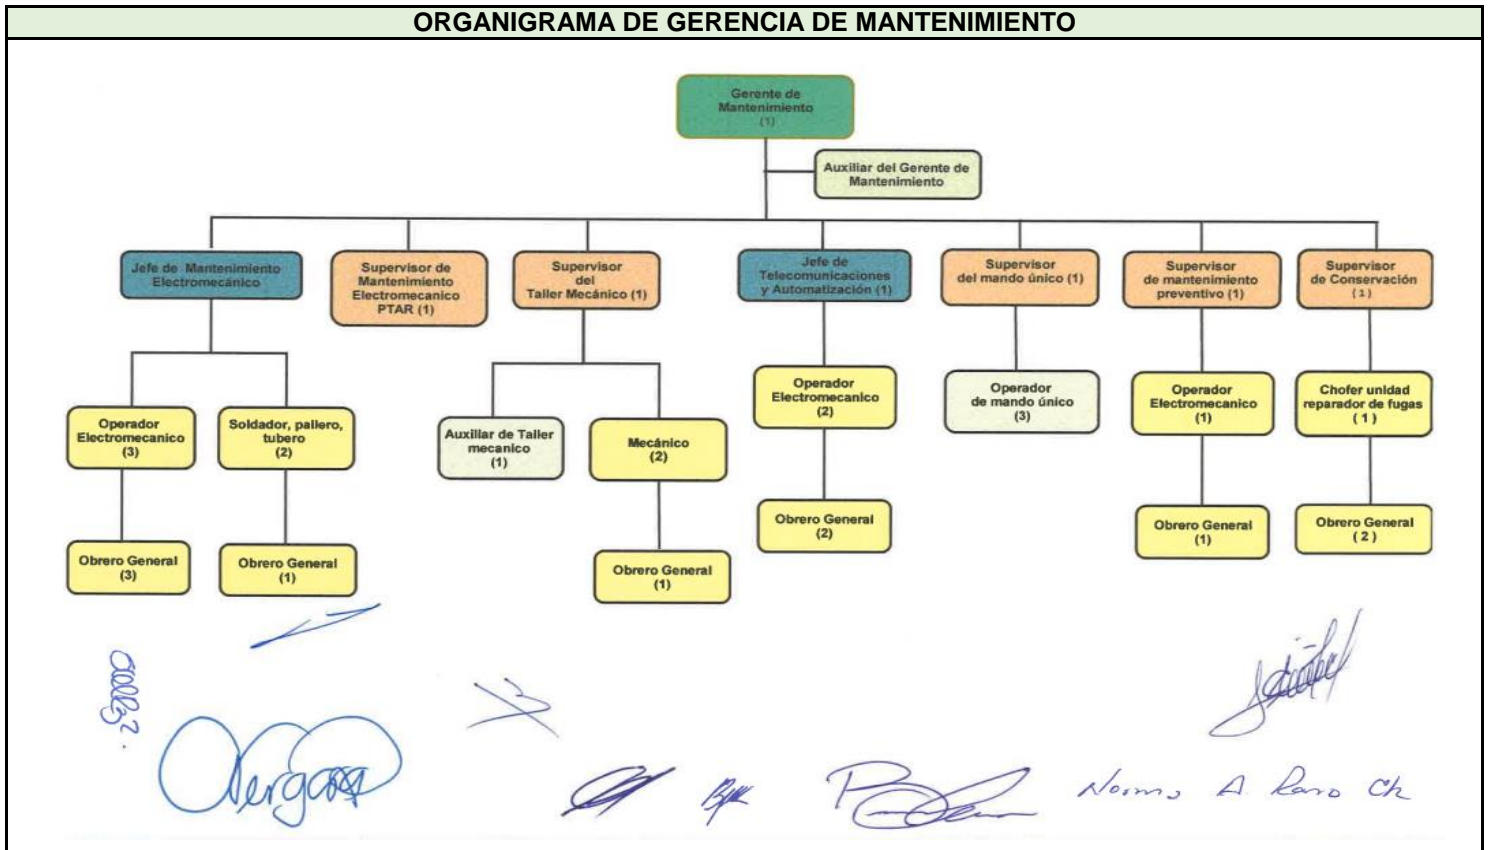 ORGANIGRAMA DE GERENCIA DE MANTENIMIENTO
Gerente de
Mantenimiento
(1)
Auxiliar del Gerente de
Mantenimiento
Jefe de Mantenimiento
Electromecánico
Supervisor de
Mantenimiento
Electromecanico
PTAR (1)
Supervisor
del
Taller Mecánico (1)
Jefe de
Telecomunicaciones
y Automatización (1)
Supervisor
del mando único (1)
Supervisor
de mantenimiento
preventivo (1)
Supervisor
de Conservación
(1)
Operador
Electromecanico
(3)
Soldador, pailero,
tubero
(2)
Auxiliar de Taller
mecanico
(1)
Mecánico
(2)
Operador
Electromecanico
(2)
Operador
de mando único
(3)
Operador
Electromecanico
(1)
Chofer unidad
reparador de fugas
( 1 )
Obrero General
(3)
Obrero General
(1)
Obrero General
(1)
Obrero General
(2)
Obrero General
(1)
Obrero General
( 2 )